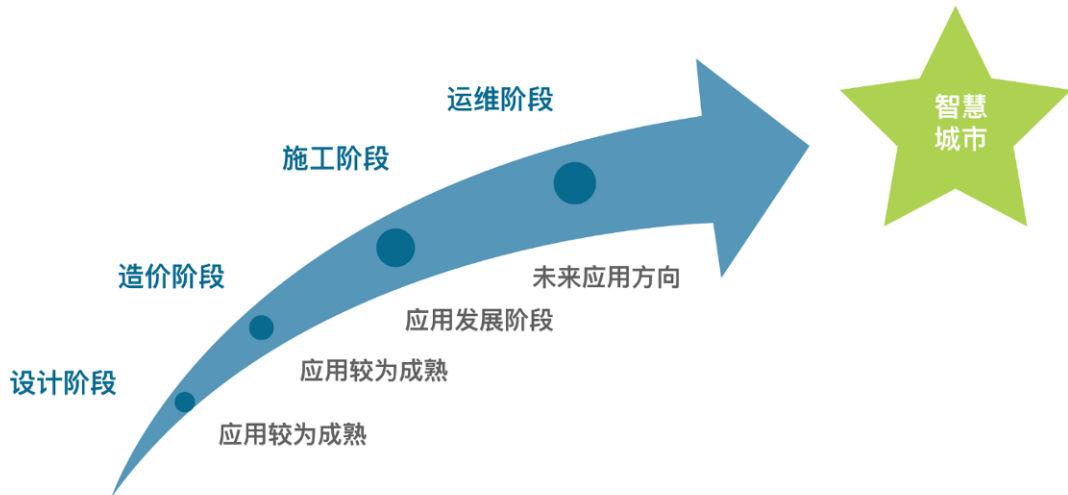 运维阶段
智慧
城市
施工阶段
造价阶段
未来应用方向
应用发展阶段
应用较为成熟
设计阶段
应用较为成熟